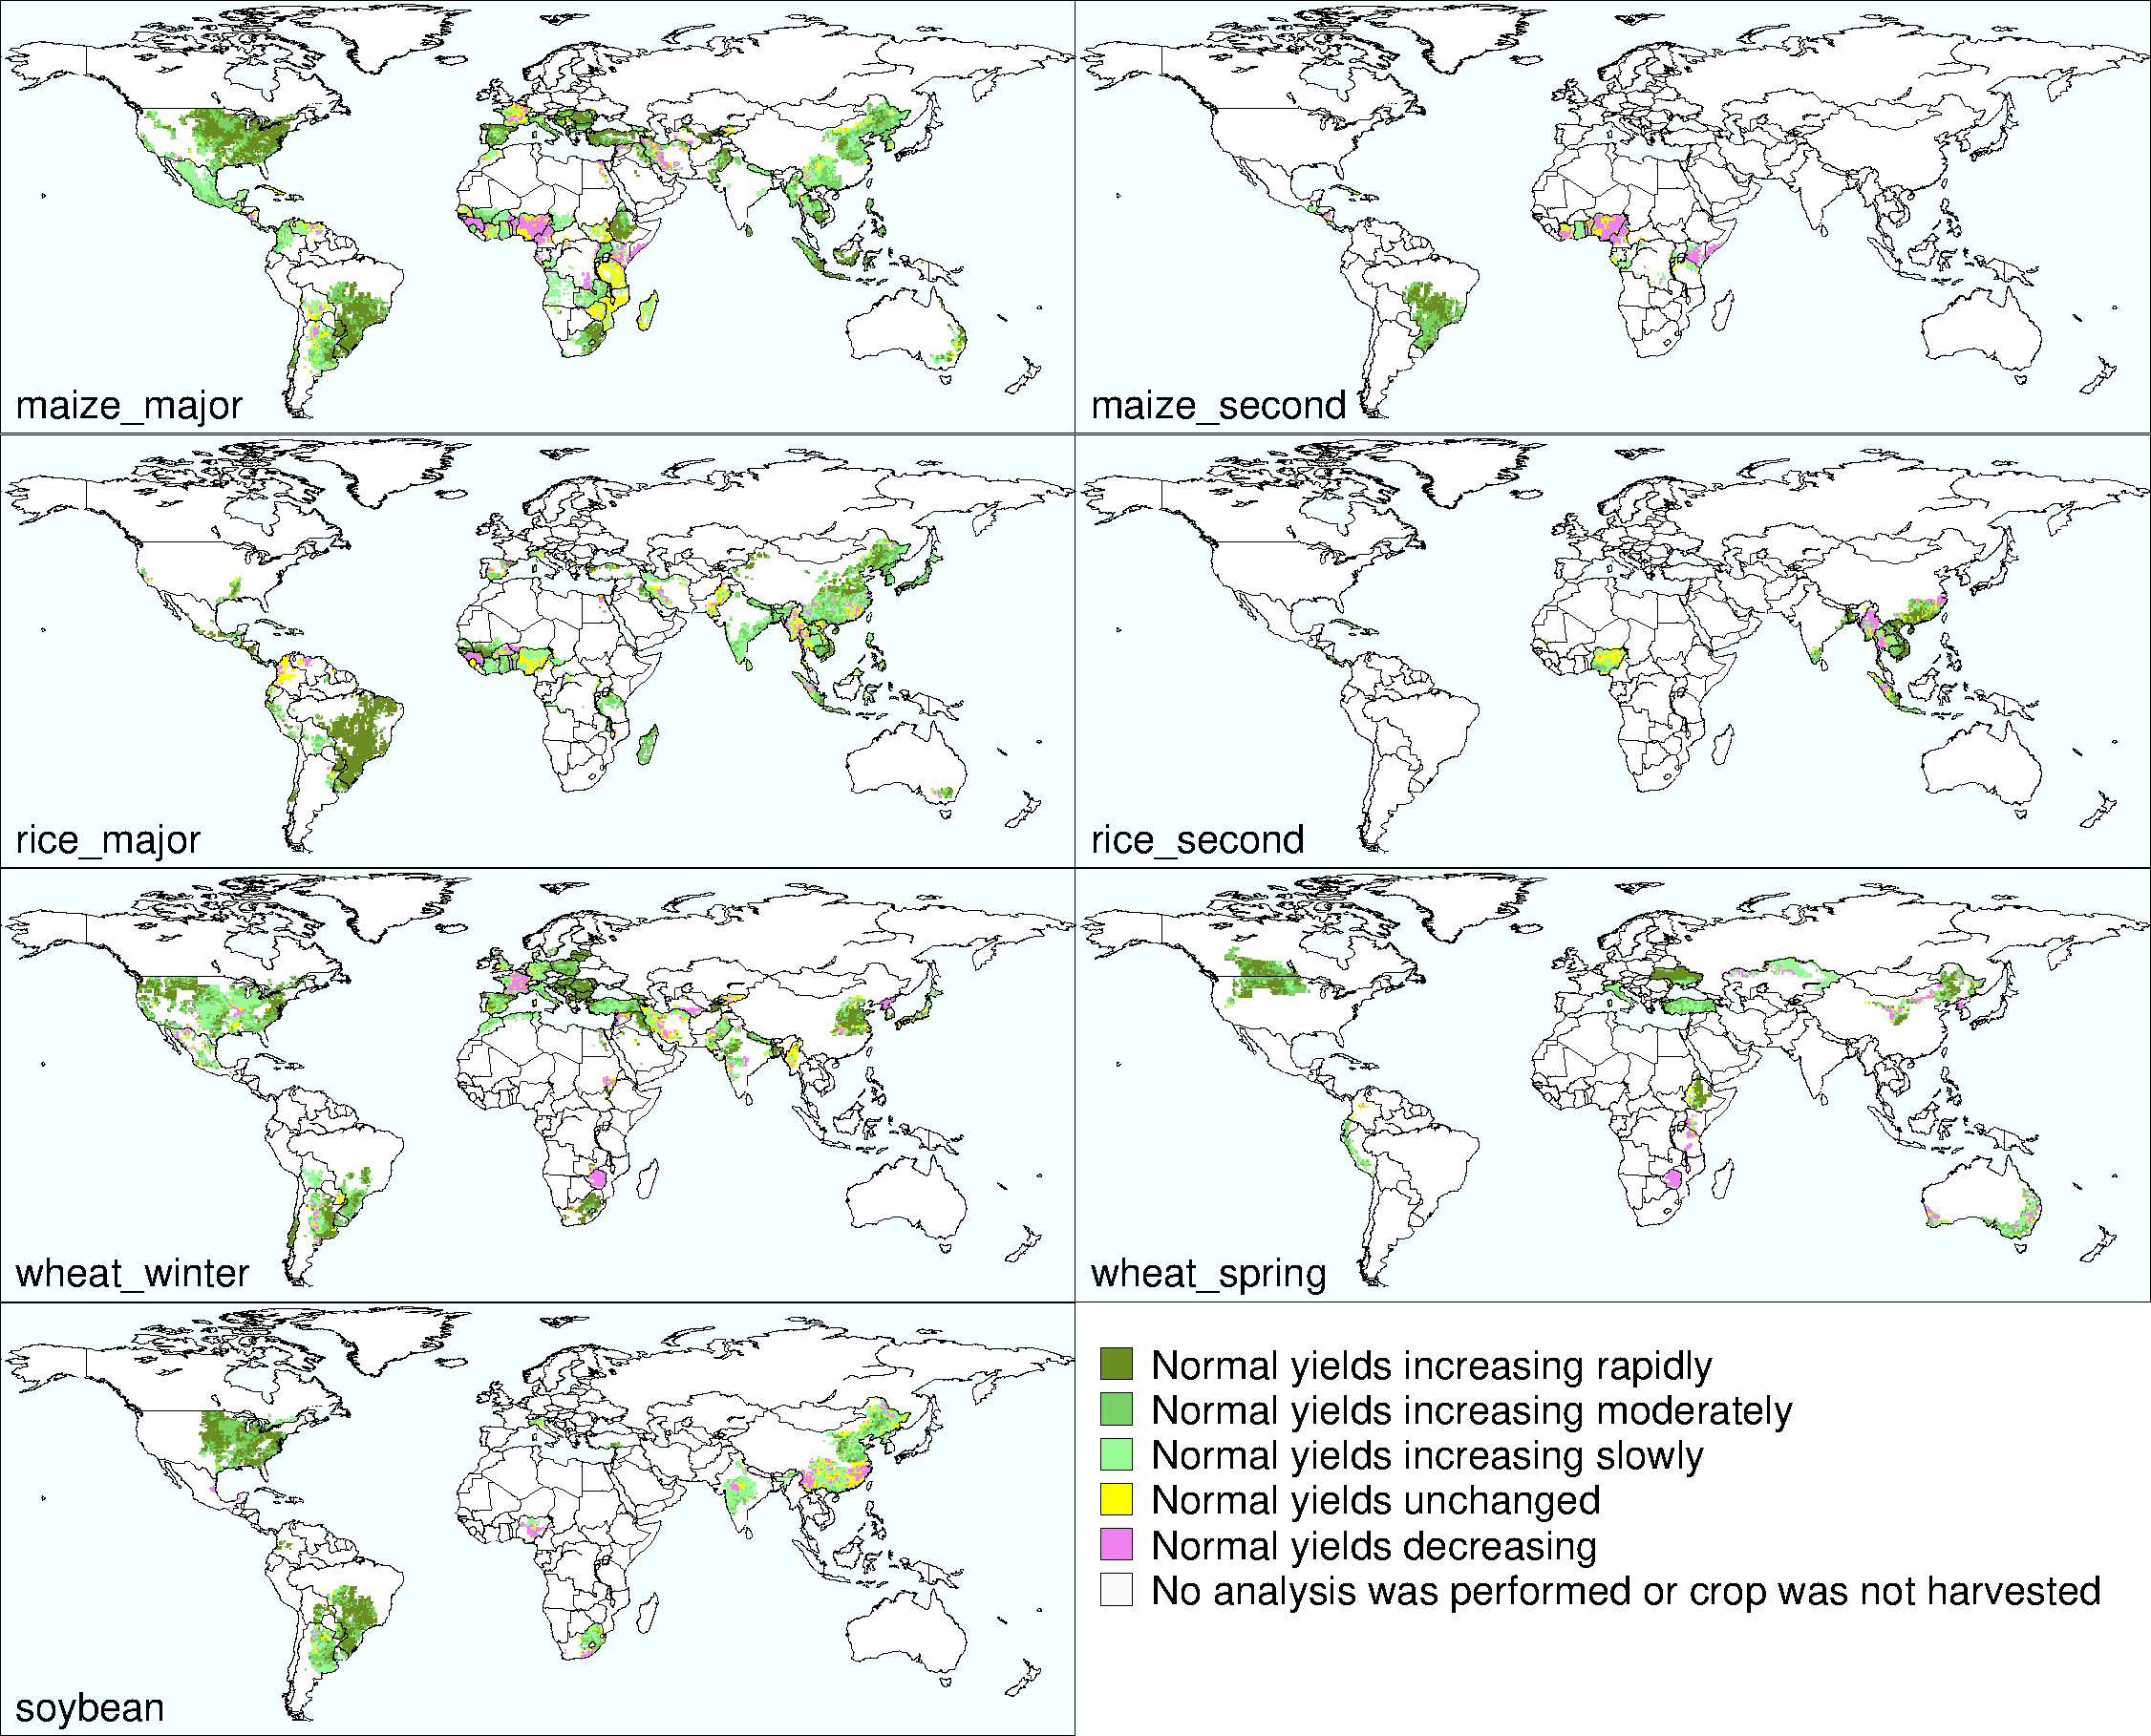 maize_major
maize_second
rice_major
rice_second
wheat_winter
wheat_spring
soybean
Normal yields increasing rapidly
Normal yields increasing moderately
Normal yields increasing slowly
Normal yields unchanged
Normal yields decreasing
No analysis was performed or crop was not harvested